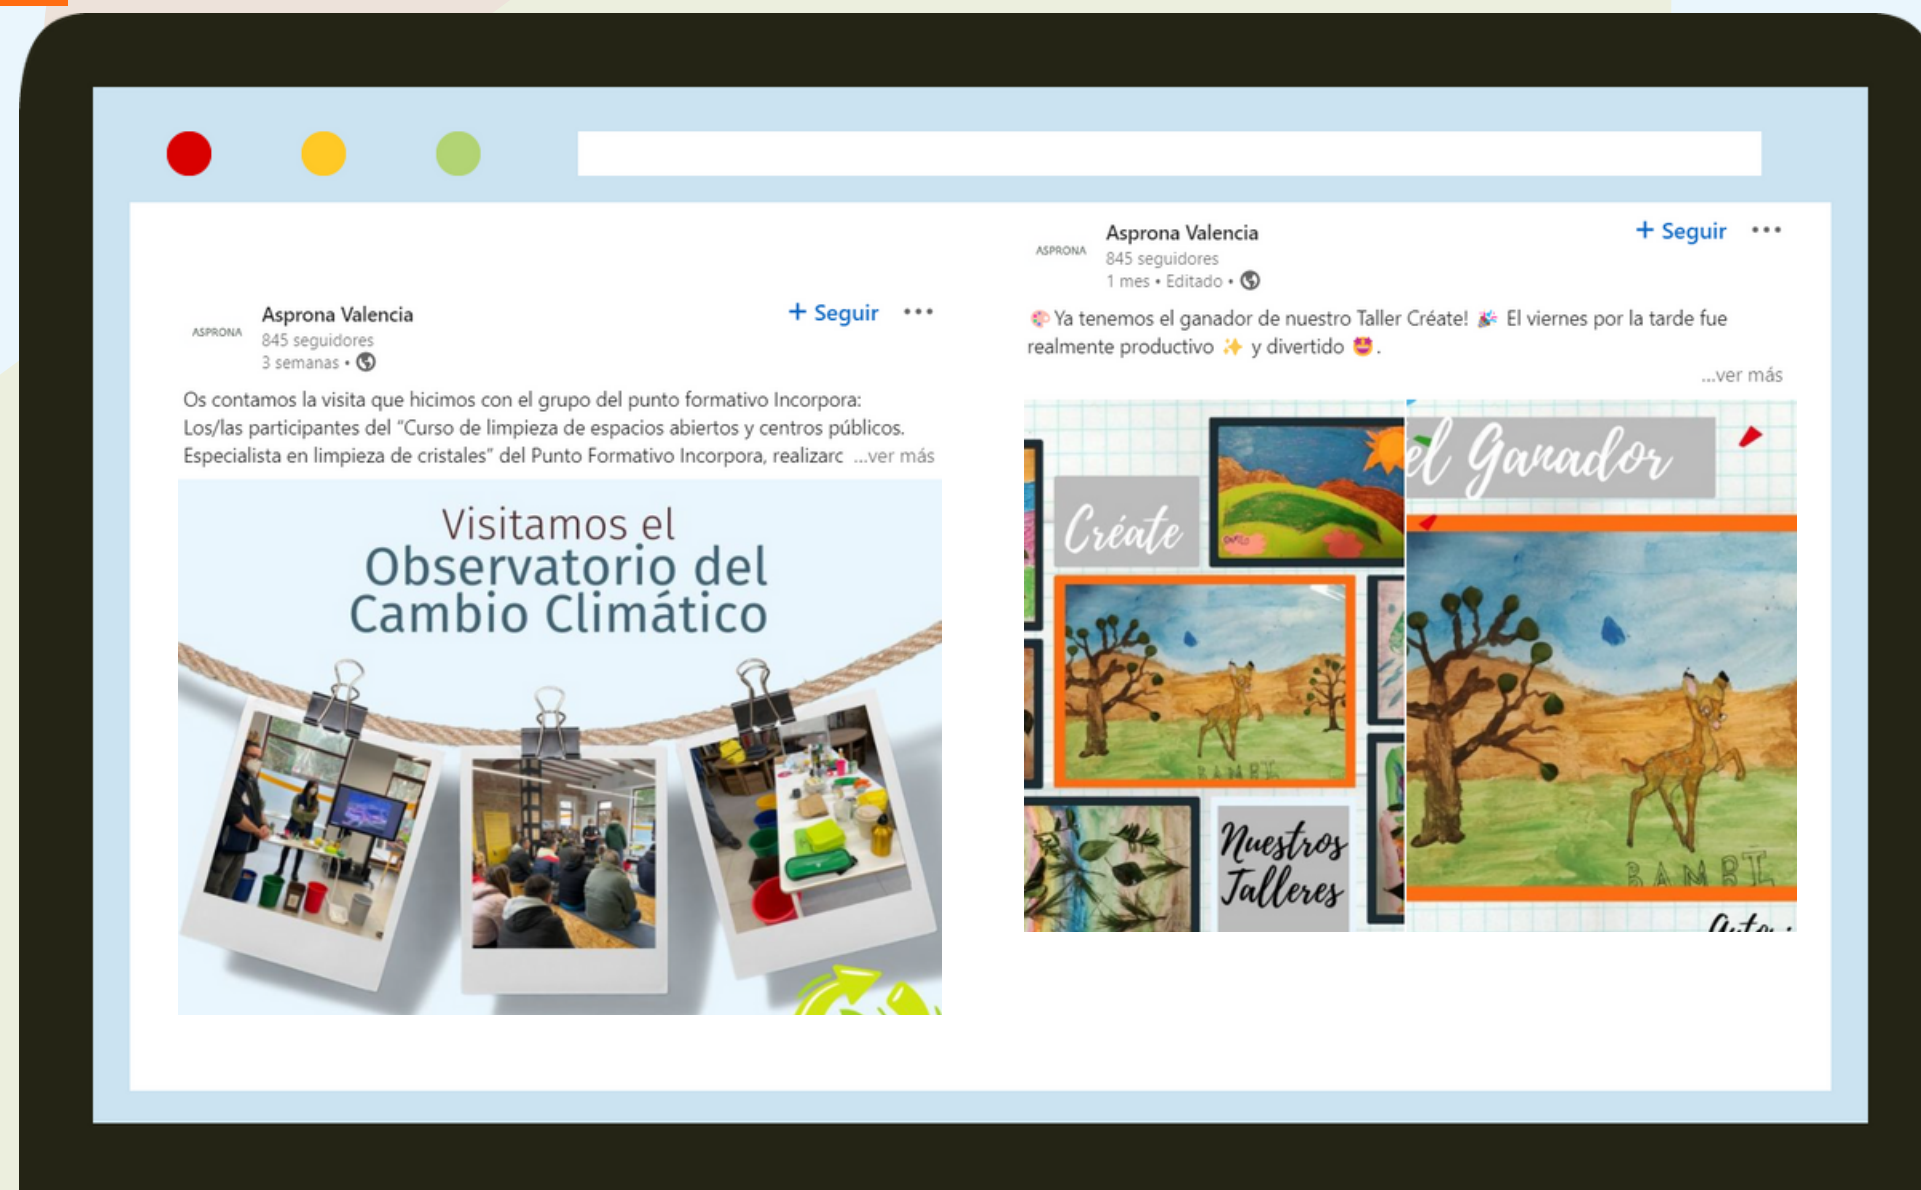 ASPRONA
Asprona Valencia
845 seguidores
3 semanas •
+ Seguir •••
Os contamos la visita que hicimos con el grupo del punto formativo Incorpora:
Los/las participantes del “Curso de limpieza de espacios abiertos y centros públicos.
Especialista en limpieza de cristales” del Punto Formativo Incorpora, realizarc ...ver más
Visitamos el
Observatorio del
Cambio Climático
ASPRONA
Asprona Valencia
845 seguidores
1 mes • Editado •
+ Seguir •••
🎨 Ya tenemos el ganador de nuestro Taller Créate! 🎉 El viernes por la tarde fue
realmente productivo ✨ y divertido 🤩.
...ver más
Créate
BAMBI
Nuestros
Talleres
el Ganador
BAMBI